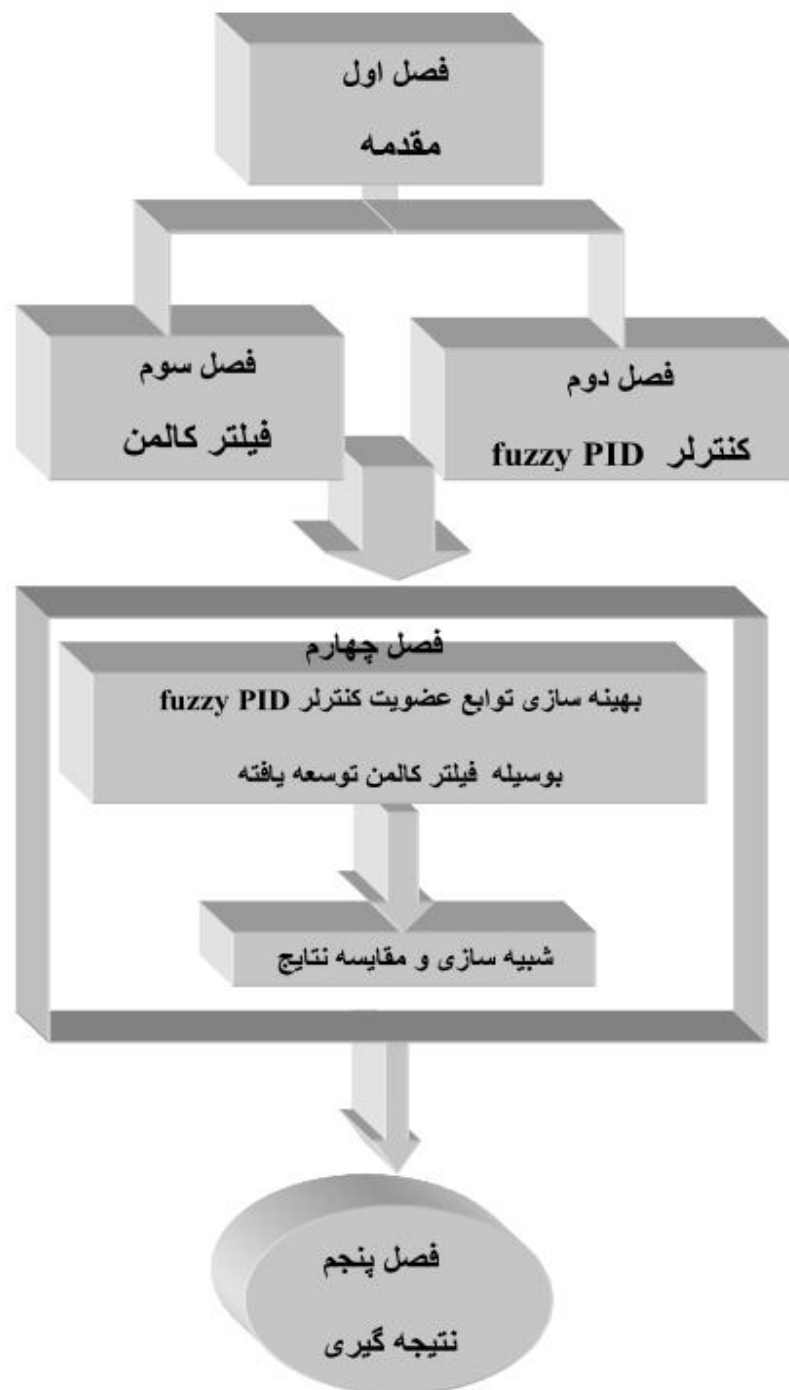 فصل اول
مقدمه
فصل دوم
کنترلر fuzzy PID
فصل سوم
فیلتر کالمن
فصل چهارم
بهینه سازی توابع عضویت کنترلر fuzzy PID
بوسیله فیلتر کالمن توسعه یافته
شبیه سازی و مقایسه نتایج
فصل پنجم
نتیجه گیری